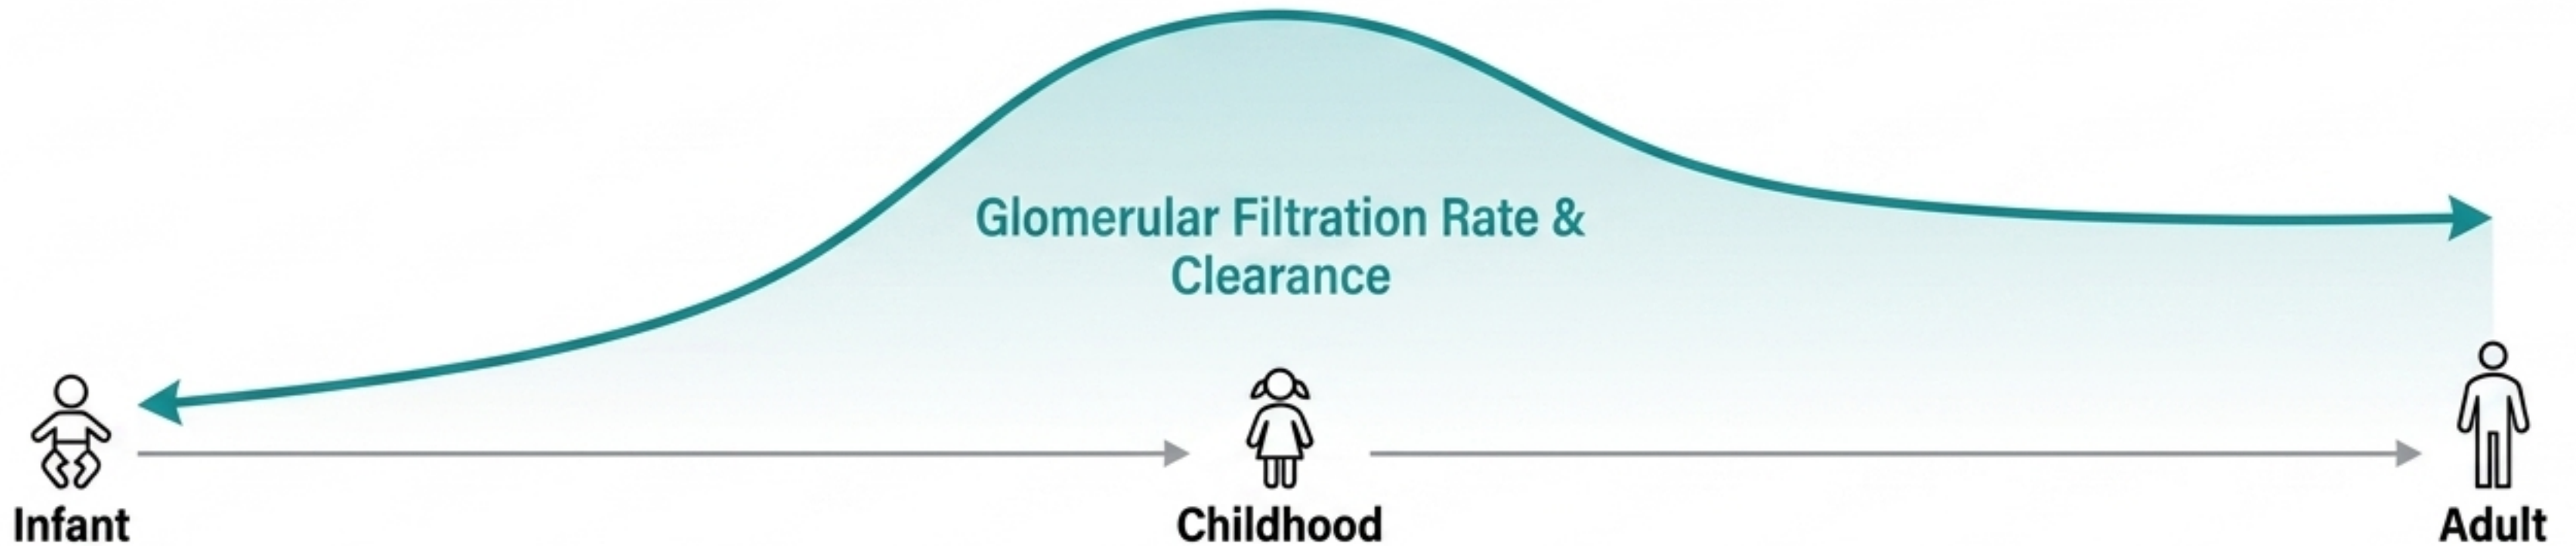 Glomerular Filtration Rate &
Clearance
Infant
Childhood
Adult